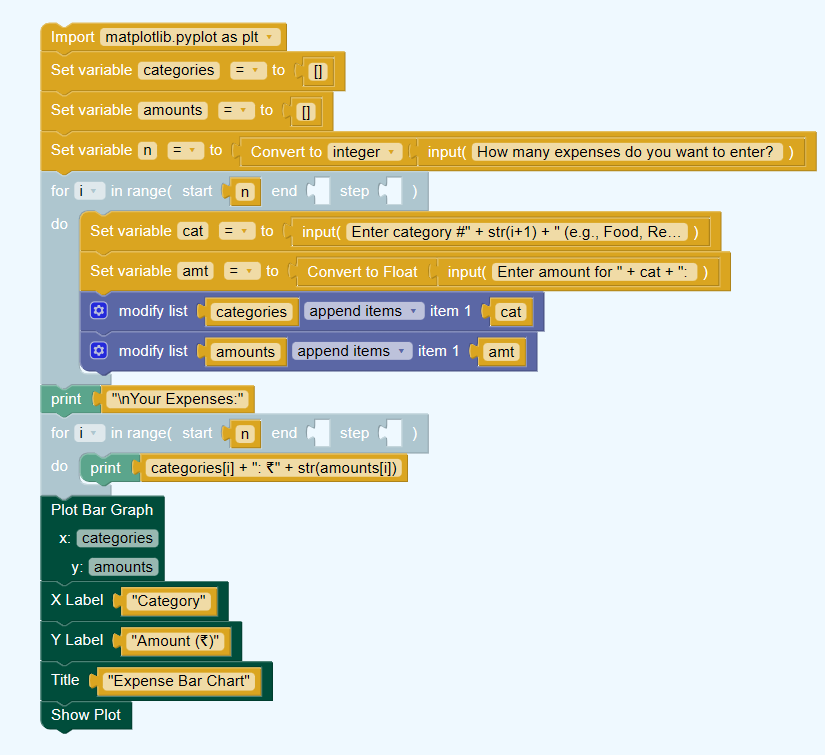 Import matplotlib.pyplot as plt
Set variable categories = to []
Set variable amounts = to []
Set variable n = to Convert to integer input( How many expenses do you want to enter? )
for i in range( start n end step )
do
Set variable cat = to input( Enter category #" + str(i+1) + " (e.g., Food, Re... )
Set variable amt = to Convert to Float input( Enter amount for " + cat + ": )
modify list categories append items item 1 cat
modify list amounts append items item 1 amt
print "\nYour Expenses:"
for i in range( start n end step )
do print categories[i] + ": ₹" + str(amounts[i])
Plot Bar Graph
x: categories
y: amounts
X Label "Category"
Y Label "Amount (₹)"
Title "Expense Bar Chart"
Show Plot